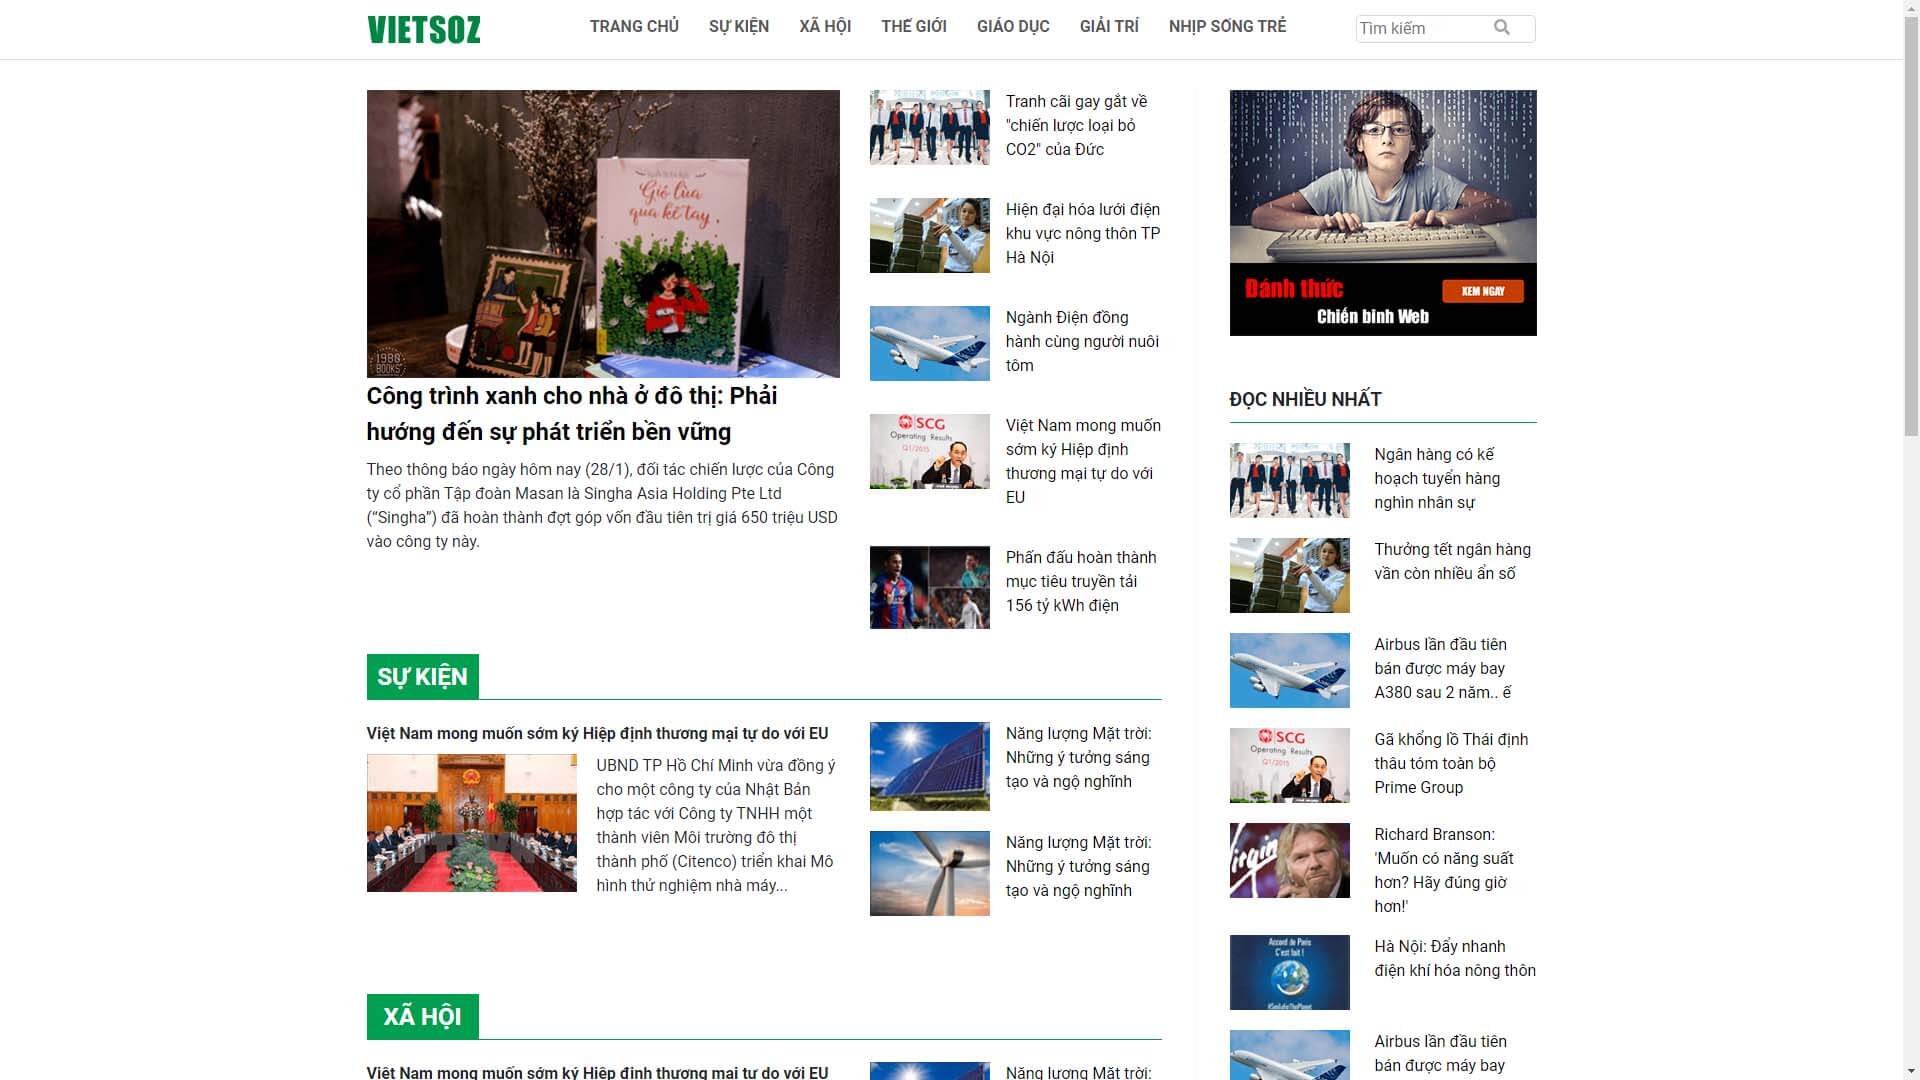 VIETSOZ
TRANG CHỦ SỰ KIỆN XÃ HỘI THẾ GIỚI GIÁO DỤC GIẢI TRÍ NHỊP SỐNG TRẺ
Tìm kiếm
Gió lùa
qua kẽ tay
1980
BOOKS
Công trình xanh cho nhà ở đô thị: Phải
hướng đến sự phát triển bền vững
Theo thông báo ngày hôm nay (28/1), đối tác chiến lược của Công
ty cổ phần Tập đoàn Masan là Singha Asia Holding Pte Ltd
(“Singha”) đã hoàn thành đợt góp vốn đầu tiên trị giá 650 triệu USD
vào công ty này.
Tranh cãi gay gắt về
"chiến lược loại bỏ
CO2" của Đức
Hiện đại hóa lưới điện
khu vực nông thôn TP
Hà Nội
Ngành Điện đồng
hành cùng người nuôi
tôm
SCG
Operating Results
Q1/2015
Việt Nam mong muốn
sớm ký Hiệp định
thương mại tự do với
EU
Phấn đấu hoàn thành
mục tiêu truyền tải
156 tỷ kWh điện
SỰ KIỆN
Việt Nam mong muốn sớm ký Hiệp định thương mại tự do với EU
UBND TP Hồ Chí Minh vừa đồng ý
cho một công ty của Nhật Bản
hợp tác với Công ty TNHH một
thành viên Môi trường đô thị
thành phố (Citenco) triển khai Mô
hình thử nghiệm nhà máy...
Năng lượng Mặt trời:
Những ý tưởng sáng
tạo và ngộ nghĩnh
Năng lượng Mặt trời:
Những ý tưởng sáng
tạo và ngộ nghĩnh
XÃ HỘI
Việt Nam mong muốn sớm ký Hiệp định thương mại tự do với EU
Năng lượng Mặt trời:
Đánh thức
XEM NGAY
Chiến binh Web
ĐỌC NHIỀU NHẤT
Ngân hàng có kế
hoạch tuyển hàng
nghìn nhân sự
Thưởng tết ngân hàng
vẫn còn nhiều ẩn số
Airbus lần đầu tiên
bán được máy bay
A380 sau 2 năm.. ế
SCG
Operating Results
Q1/2015
Gã khổng lồ Thái định
thâu tóm toàn bộ
Prime Group
Virgin
Richard Branson:
'Muốn có năng suất
hơn? Hãy đúng giờ
hơn!'
Accord de Paris
C'est fait !
Hà Nội: Đẩy nhanh
điện khí hóa nông thôn
Airbus lần đầu tiên
bán được máy bay